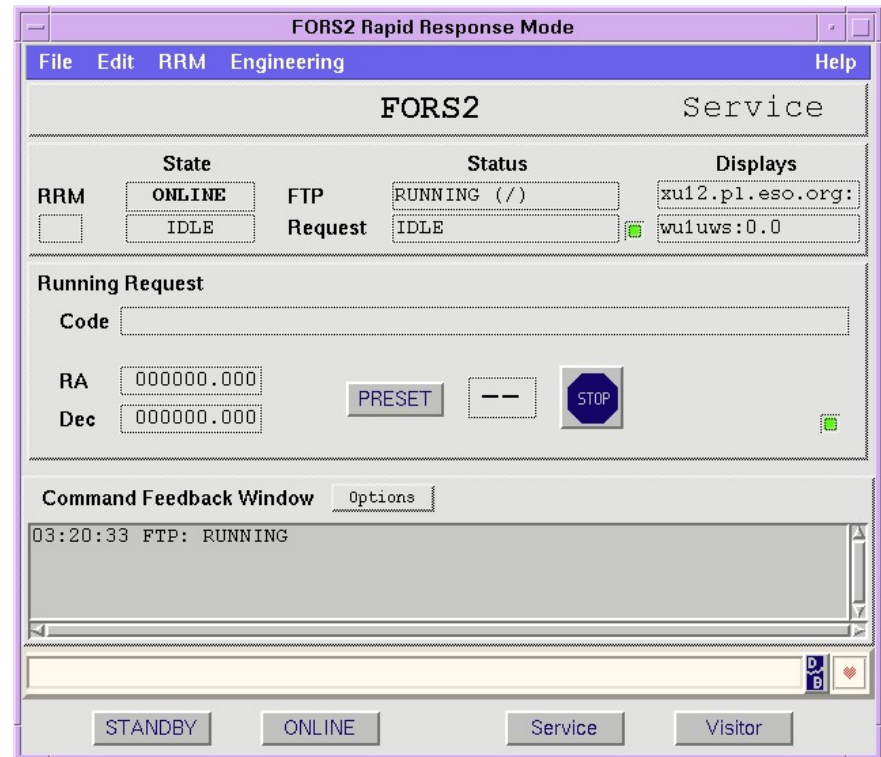 FORS2 Rapid Response Mode
File Edit RRM Engineering Help
FORS2 Service
State Status Displays
RRM ONLINE FTP RUNNING (/) xu12.pl.eso.org:
IDLE Request IDLE wu1uws:0.0
Running Request
Code
RA 000000.000
PRESET -- STOP
Dec 000000.000
Command Feedback Window Options
03:20:33 FTP: RUNNING
D
B
STANDBY ONLINE Service Visitor